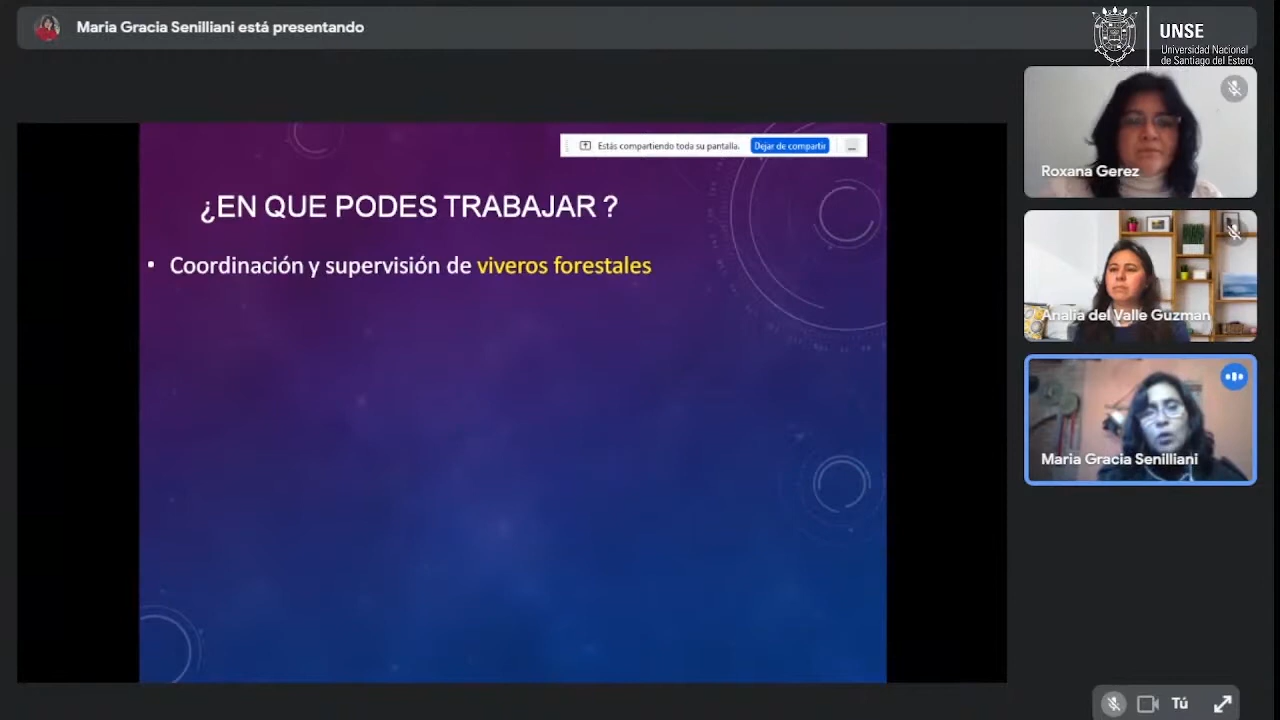 Maria Gracia Senilliani está presentando
UNSE
Universidad Nacional
de Santiago del Estero
Estás compartiendo toda su pantalla.
Dejar de compartir
¿EN QUE PODES TRABAJAR ?
• Coordinación y supervisión de viveros forestales
Roxana Gerez
Analia del Valle Guzman
Maria Gracia Senilliani
Tú